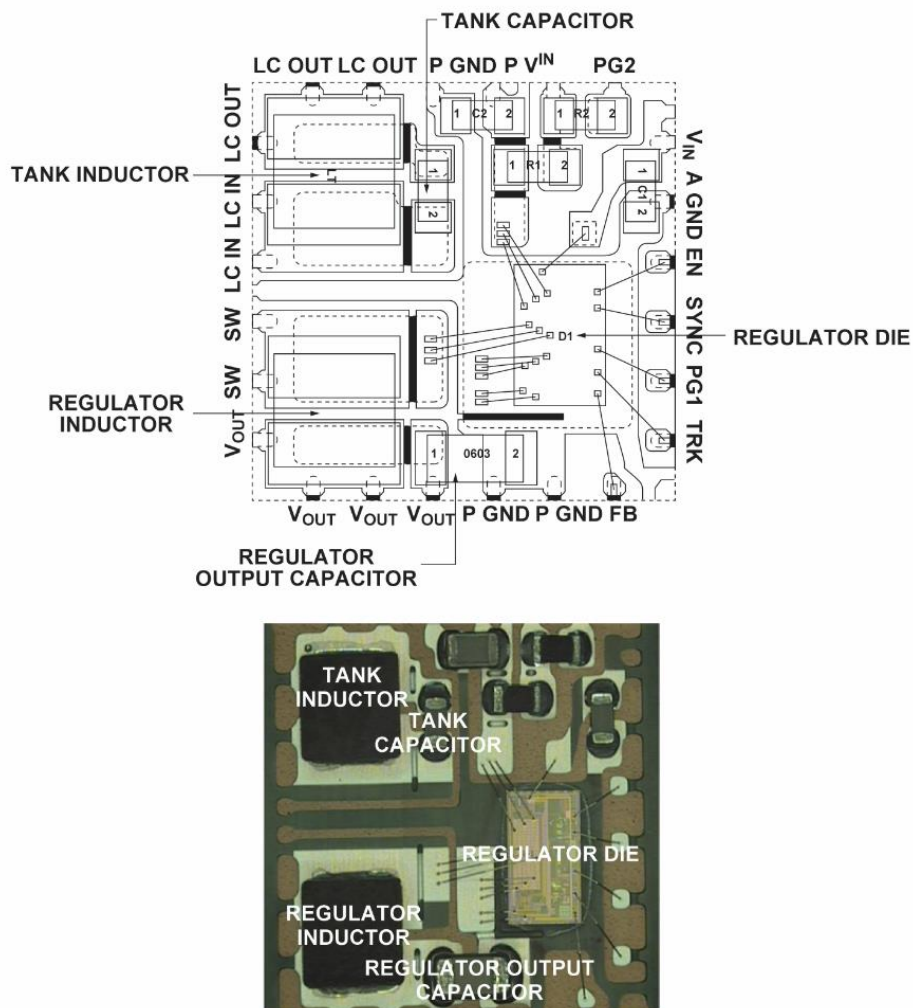 TANK CAPACITOR
LC OUT LC OUT P GND P VIN PG2
LC OUT
LC IN
LC IN
SW
SW
VOUT
TANK INDUCTOR
REGULATOR
INDUCTOR
1 C2 2
1 R2 2
1 R1 2
1
2
LT
1
C1
2
D1
1 0603 2
VIN
A GND
EN
SYNC
PG1
TRK
REGULATOR DIE
VOUT VOUT VOUT P GND P GND FB
REGULATOR
OUTPUT CAPACITOR
TANK
INDUCTOR
TANK
CAPACITOR
REGULATOR DIE
REGULATOR
INDUCTOR
REGULATOR OUTPUT
CAPACITOR